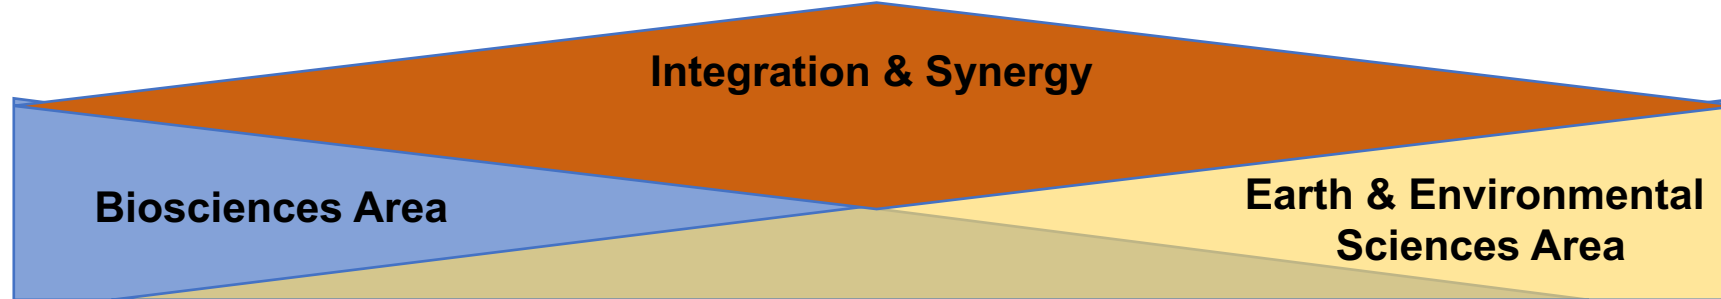 Integration & Synergy
Biosciences Area
Earth & Environmental
Sciences Area